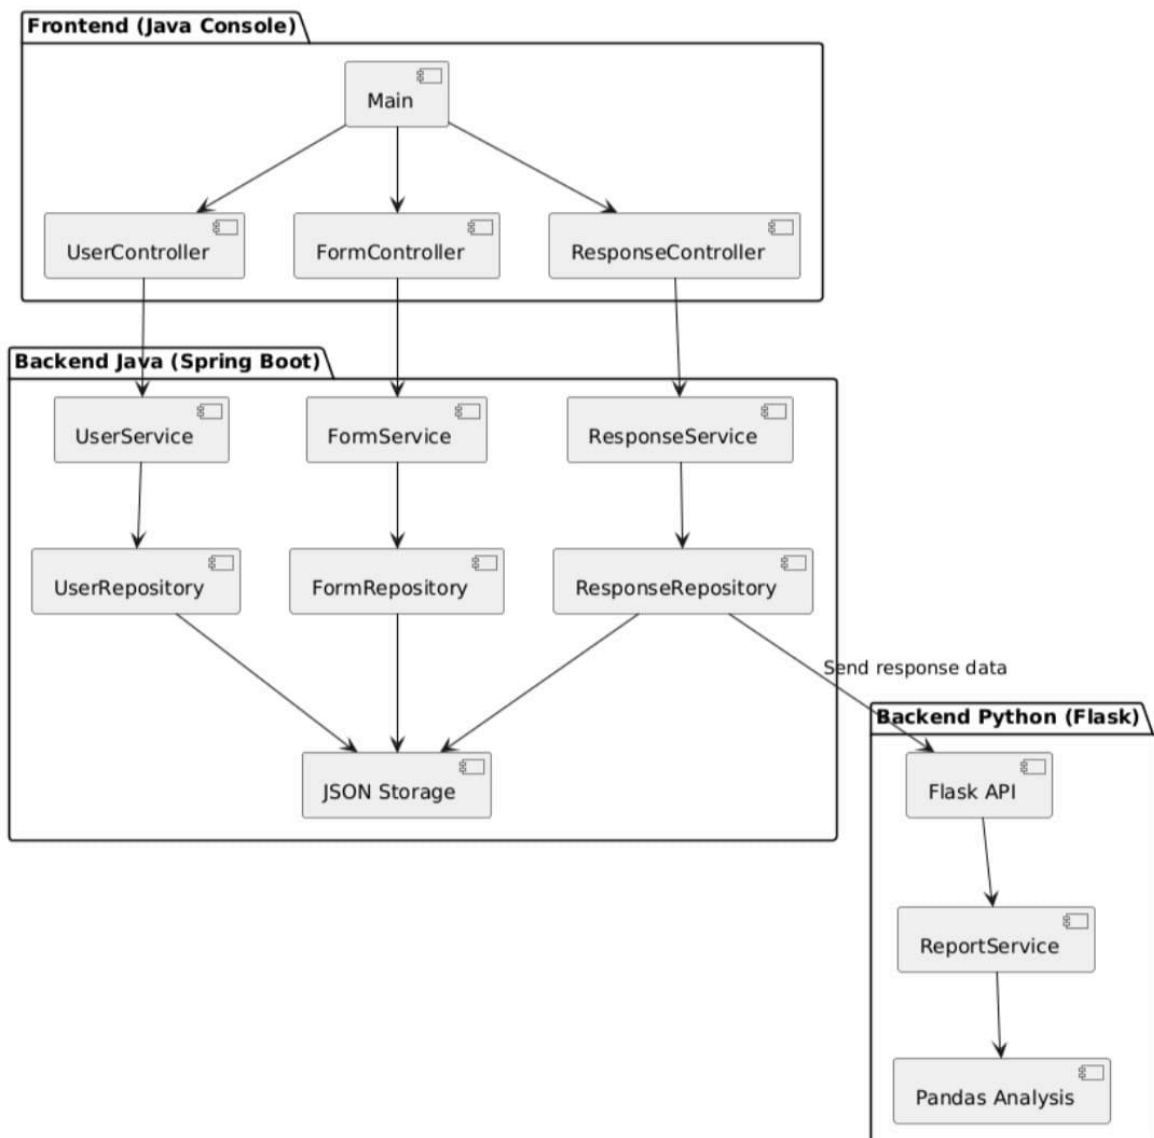 Frontend (Java Console)
Main
UserController
FormController
ResponseController
Backend Java (Spring Boot)
UserService
FormService
ResponseService
UserRepository
FormRepository
ResponseRepository
Send response data
Backend Python (Flask)
JSON Storage
Flask API
ReportService
Pandas Analysis